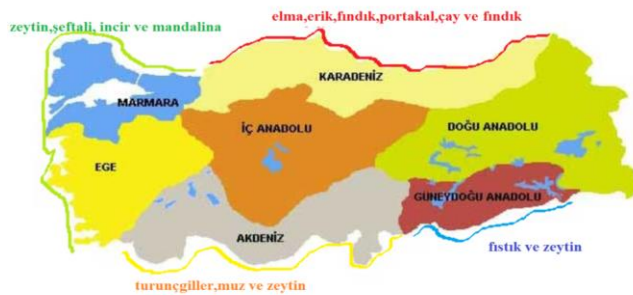 elma,erik,fındık,portakal,çay ve fındık
zeytin,şeftali, incir ve mandalina
KARADENİZ
MARMARA
İÇ ANADOLU
DOĞU ANADOLU
EGE
GÜNEYDOĞU ANADOLU
AKDENİZ
fıstık ve zeytin
turunçgiller,muz ve zeytin